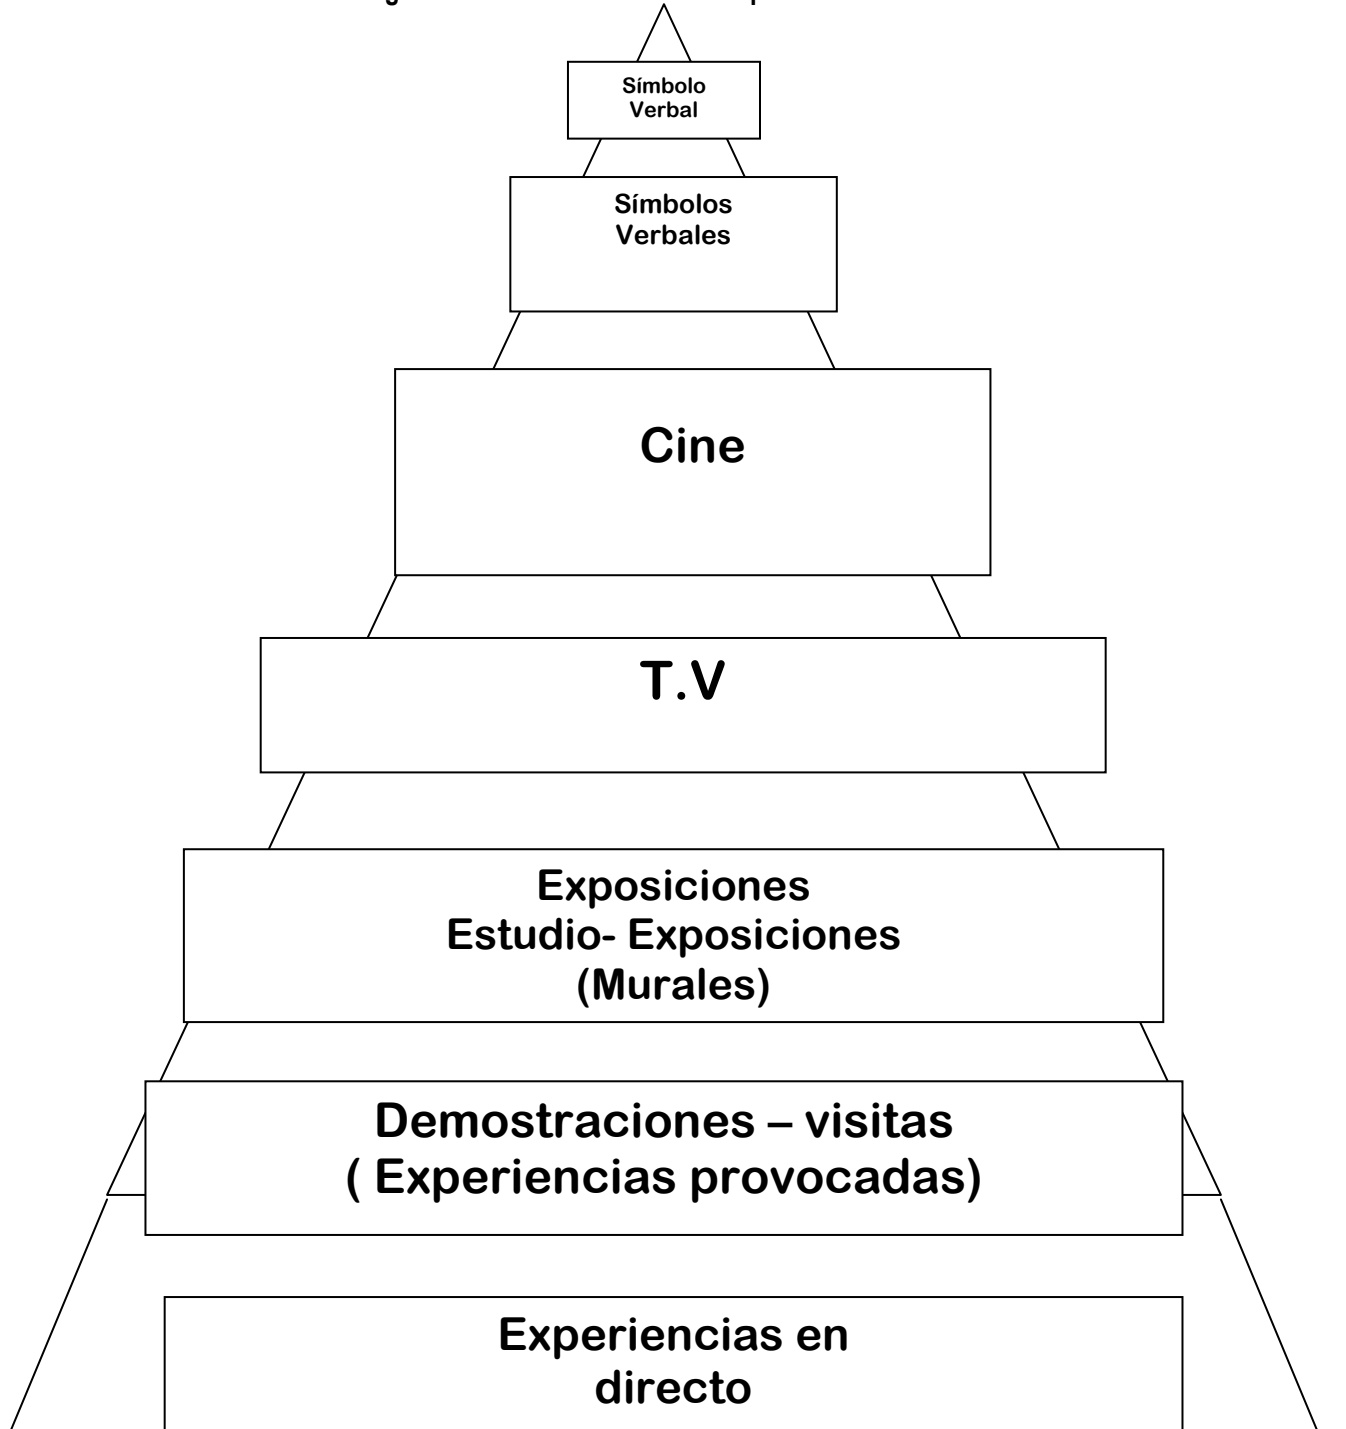 Símbolo
Verbal
Símbolos
Verbales
Cine
T.V
Exposiciones
Estudio- Exposiciones
(Murales)
Demostraciones – visitas
( Experiencias provocadas)
Experiencias en
directo